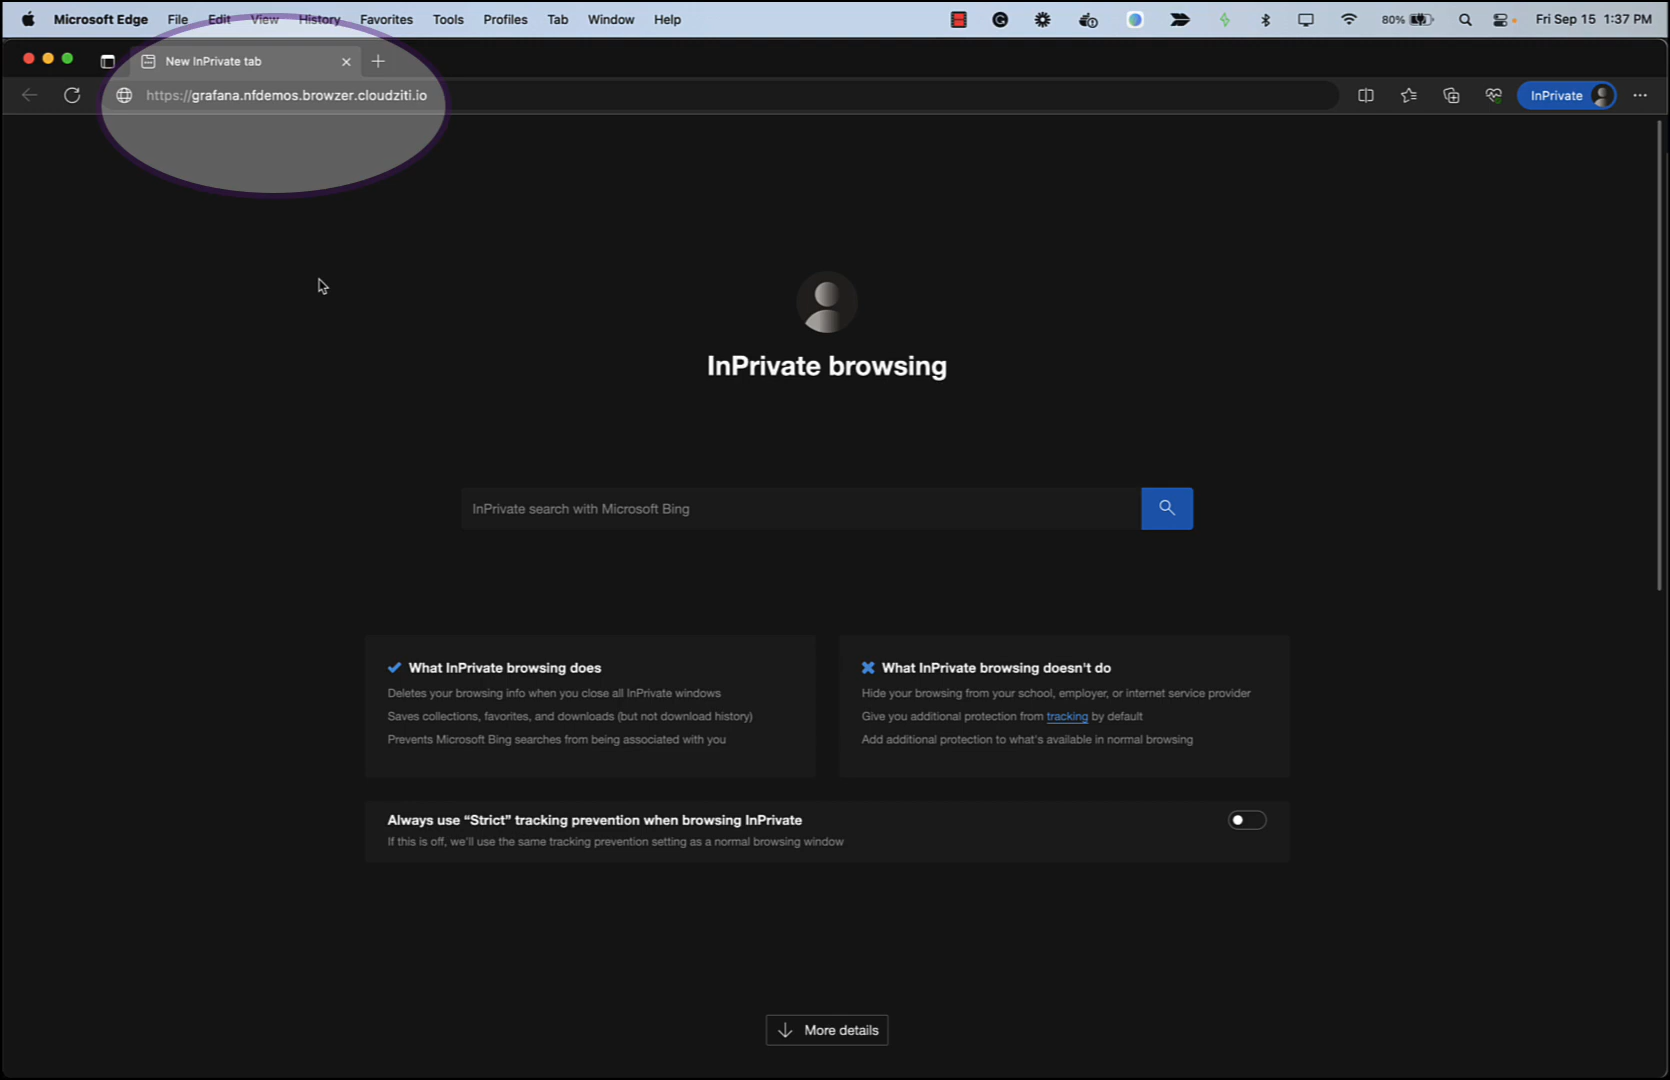 Microsoft Edge File Edit View History Favorites Tools Profiles Tab Window Help 80% Fri Sep 15 1:37 PM
New InPrivate tab
https://grafana.nfdemos.browzer.cloudziti.io InPrivate
InPrivate browsing
InPrivate search with Microsoft Bing
What InPrivate browsing does
Deletes your browsing info when you close all InPrivate windows
Saves collections, favorites, and downloads (but not download history)
Prevents Microsoft Bing searches from being associated with you
What InPrivate browsing doesn't do
Hide your browsing from your school, employer, or internet service provider
Give you additional protection from tracking by default
Add additional protection to what's available in normal browsing
Always use “Strict” tracking prevention when browsing InPrivate
If this is off, we'll use the same tracking prevention setting as a normal browsing window
More details